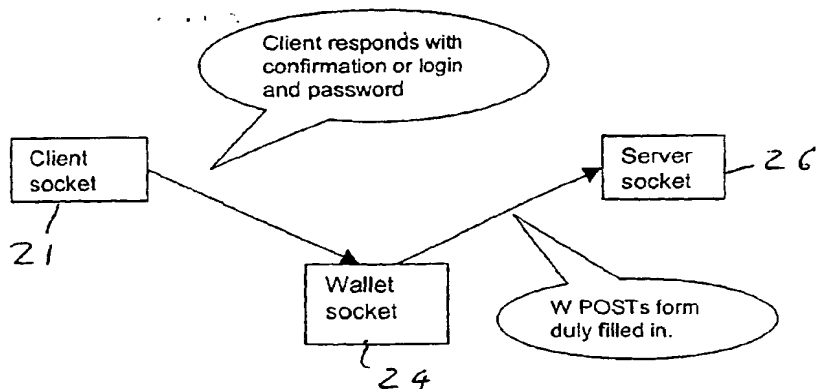 Client responds with
confirmation or login
and password
Client
socket
21
Server
socket
26
Wallet
socket
24
W POSTs form
duly filled in.